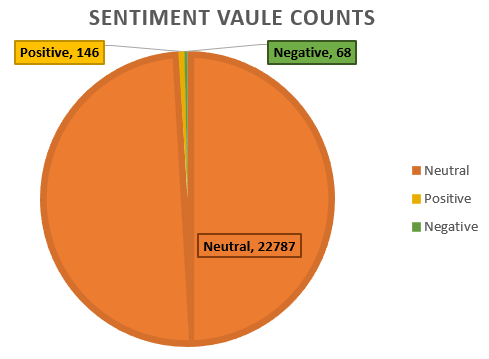 SENTIMENT VAULE COUNTS
Positive, 146
Negative, 68
Neutral, 22787
Neutral
Positive
Negative